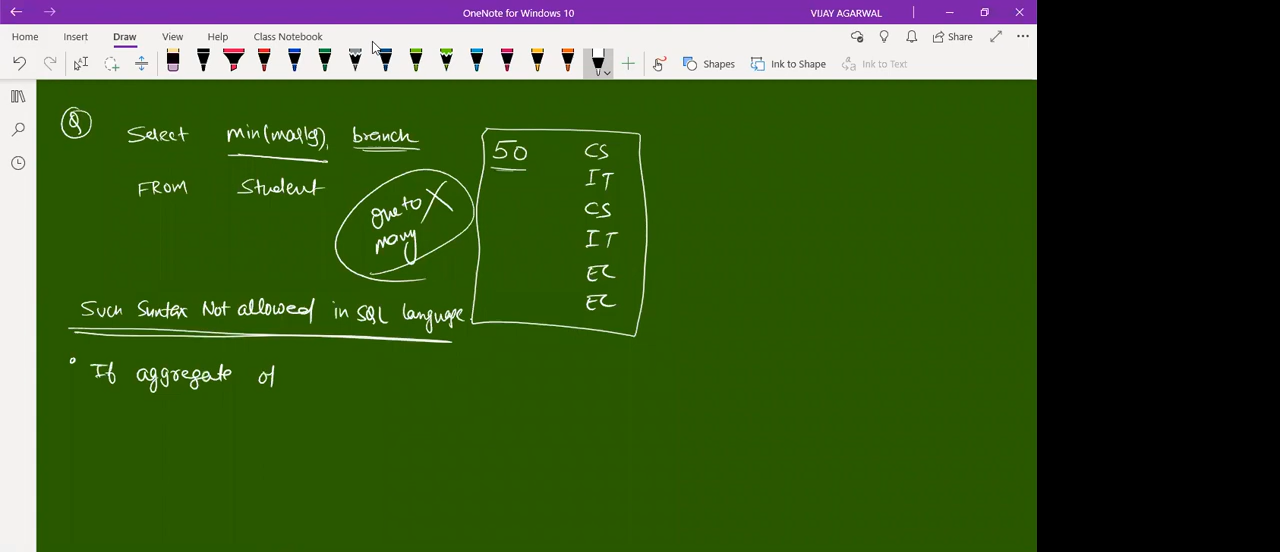 OneNote for Windows 10
VIJAY AGARWAL
Home Insert Draw View Help Class Notebook
Share
Shapes Ink to Shape Ink to Text
Q
Select min(marks), branch
FROM Student
One to
many
50 CS
IT
CS
IT
EC
EC
Such Syntax Not allowed in SQL language.
• If aggregate of